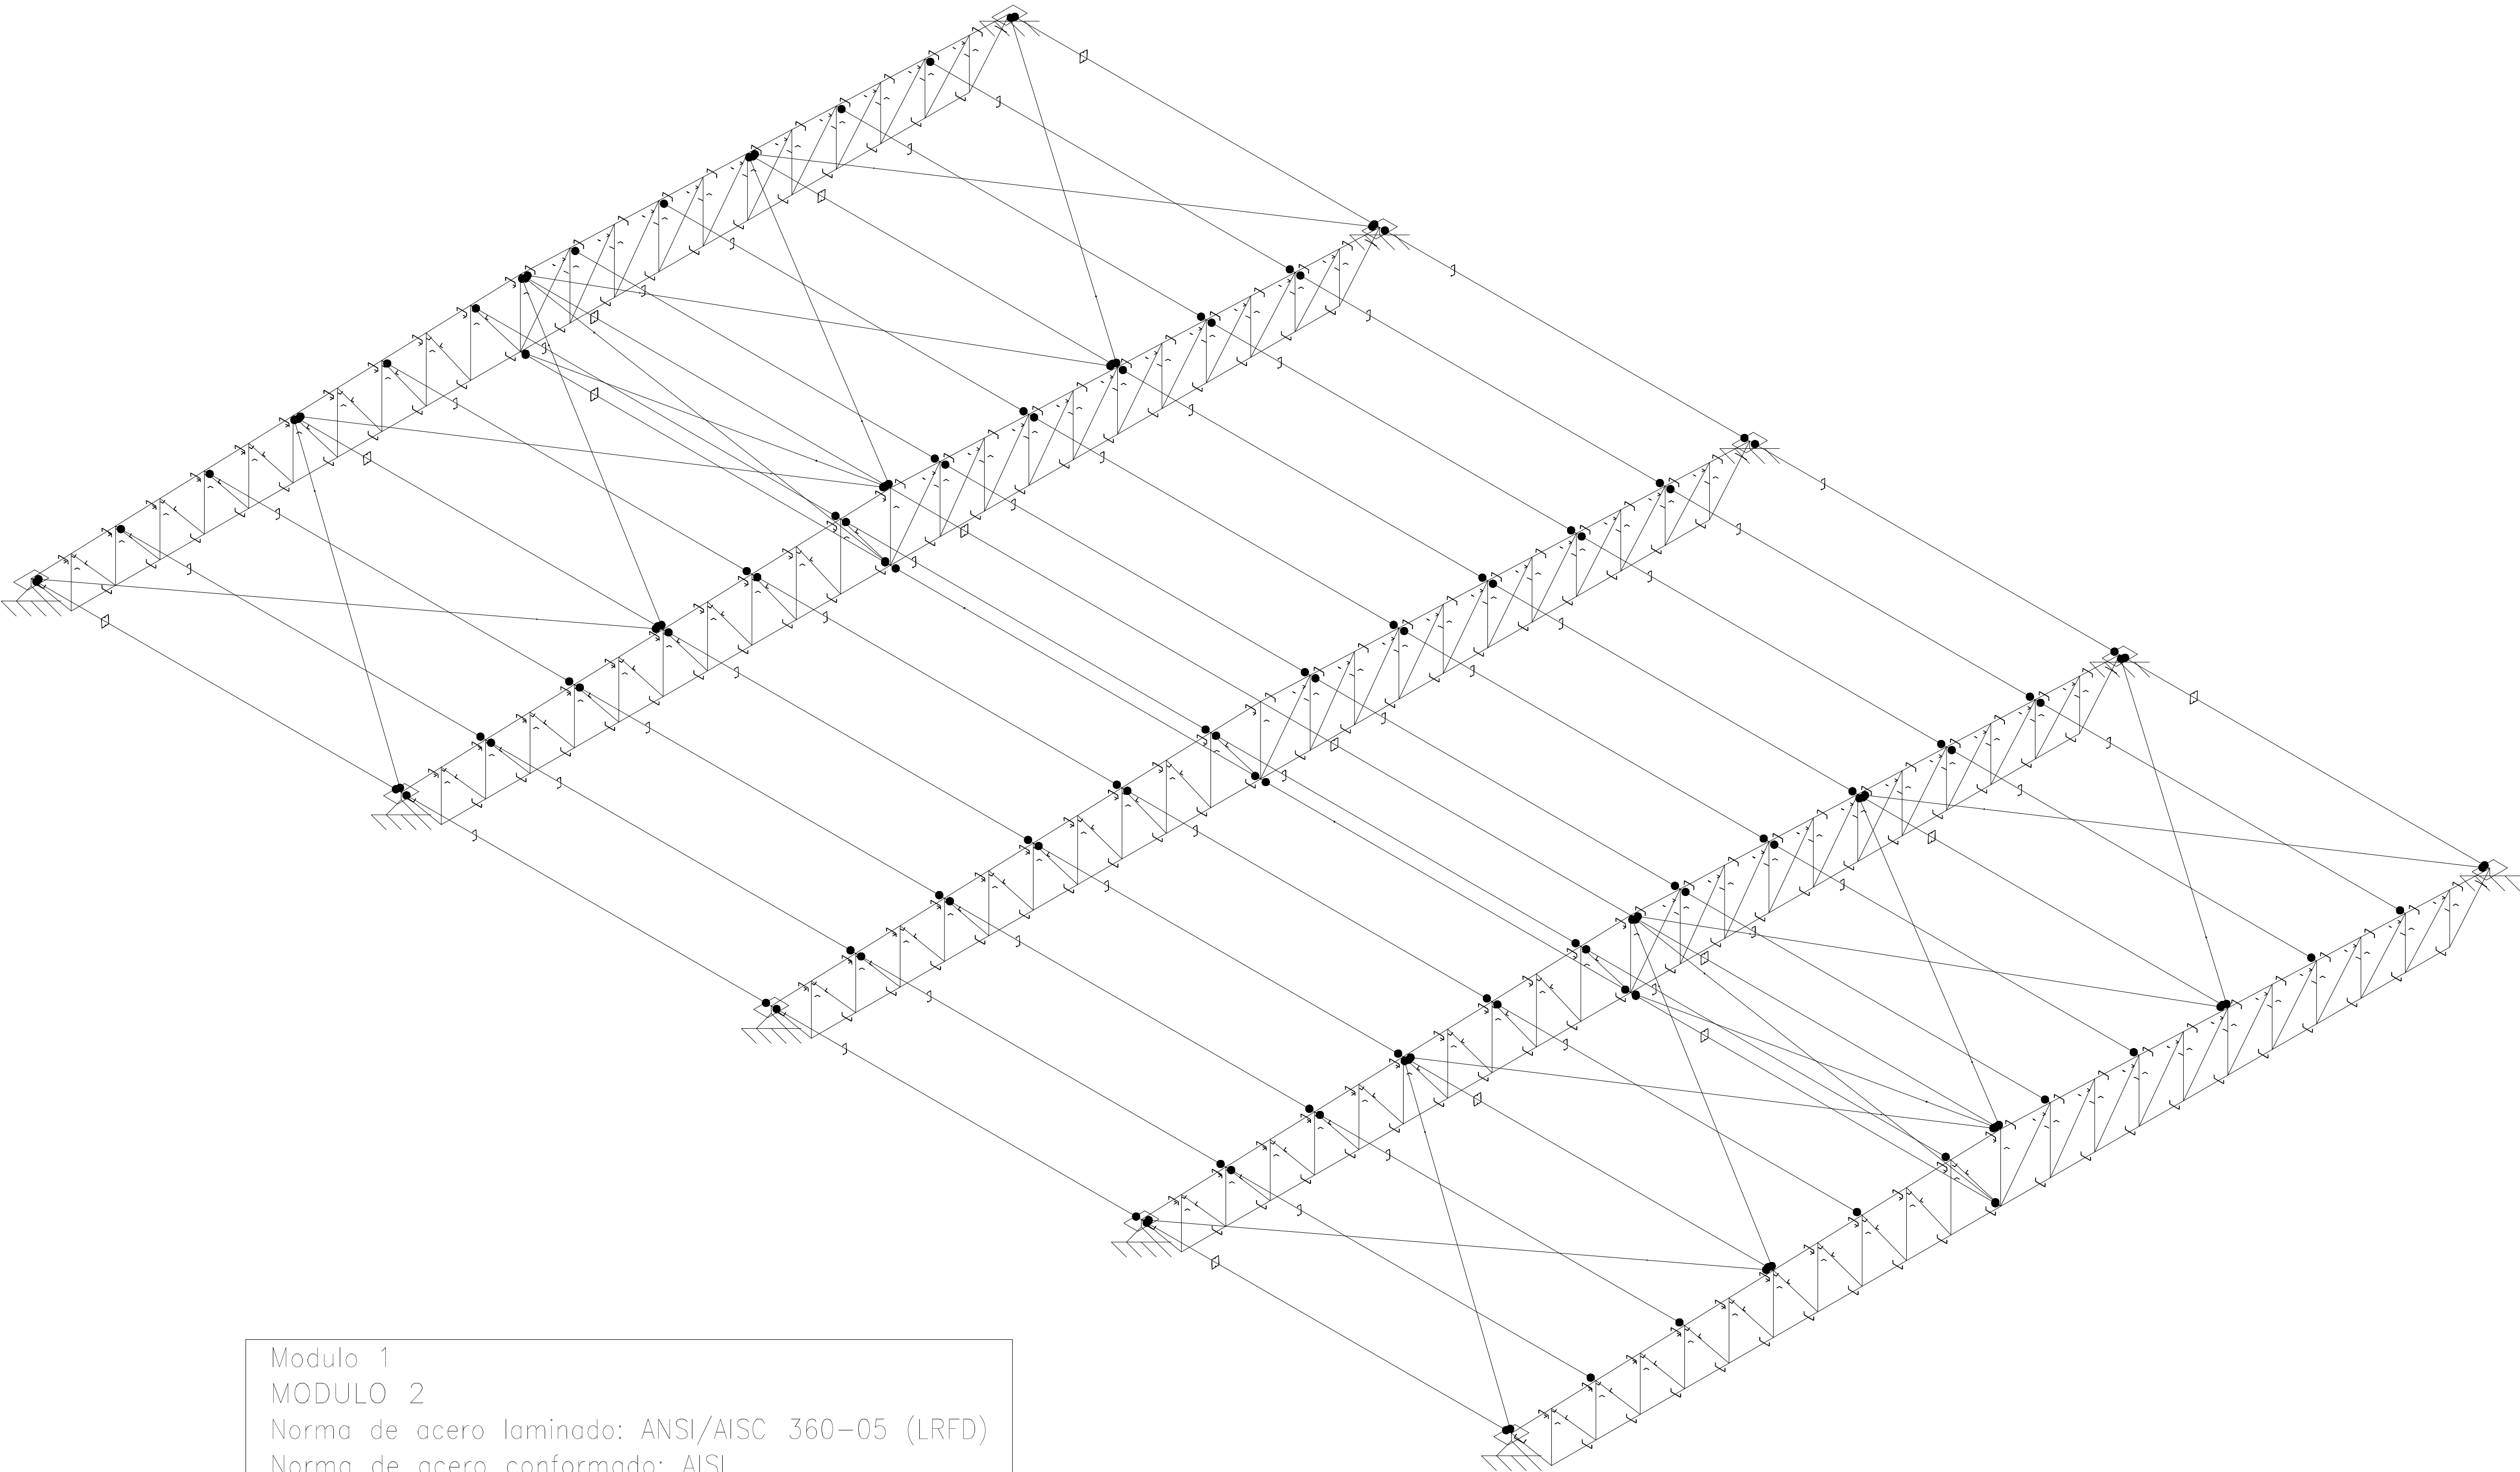 Modulo 1
MODULO 2
Norma de acero laminado: ANSI/AISC 360-05 (LRFD)
Norma de acero conformado: AISI